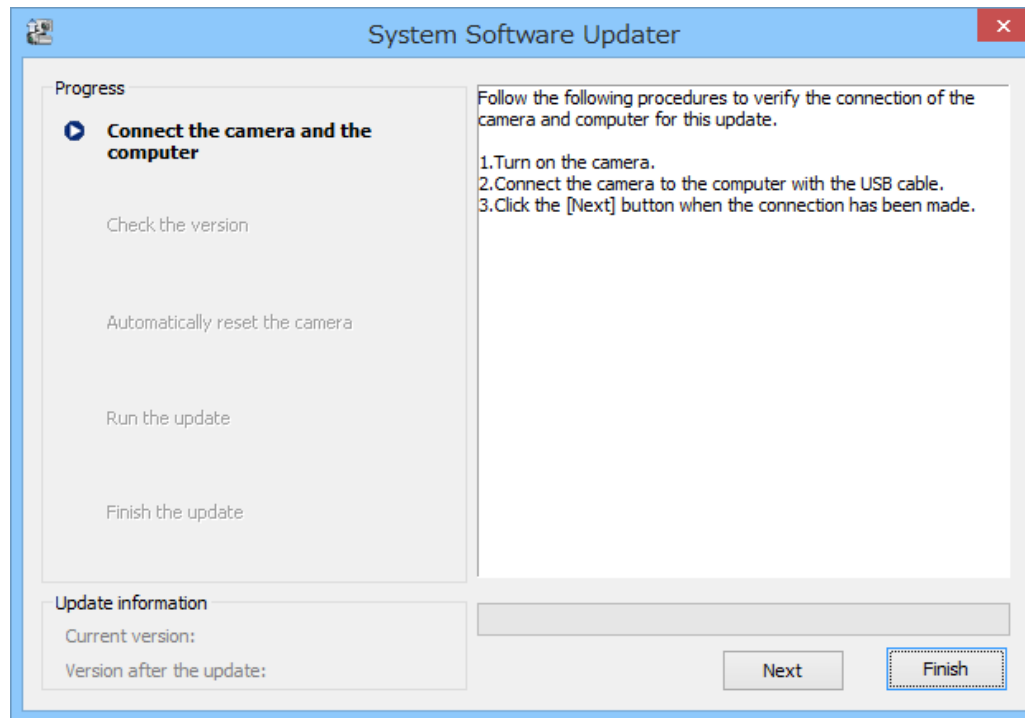 System Software Updater
Progress
Connect the camera and the
computer
Check the version
Automatically reset the camera
Run the update
Finish the update
Follow the following procedures to verify the connection of the
camera and computer for this update.
1.Turn on the camera.
2.Connect the camera to the computer with the USB cable.
3.Click the [Next] button when the connection has been made.
Update information
Current version:
Version after the update:
Next
Finish